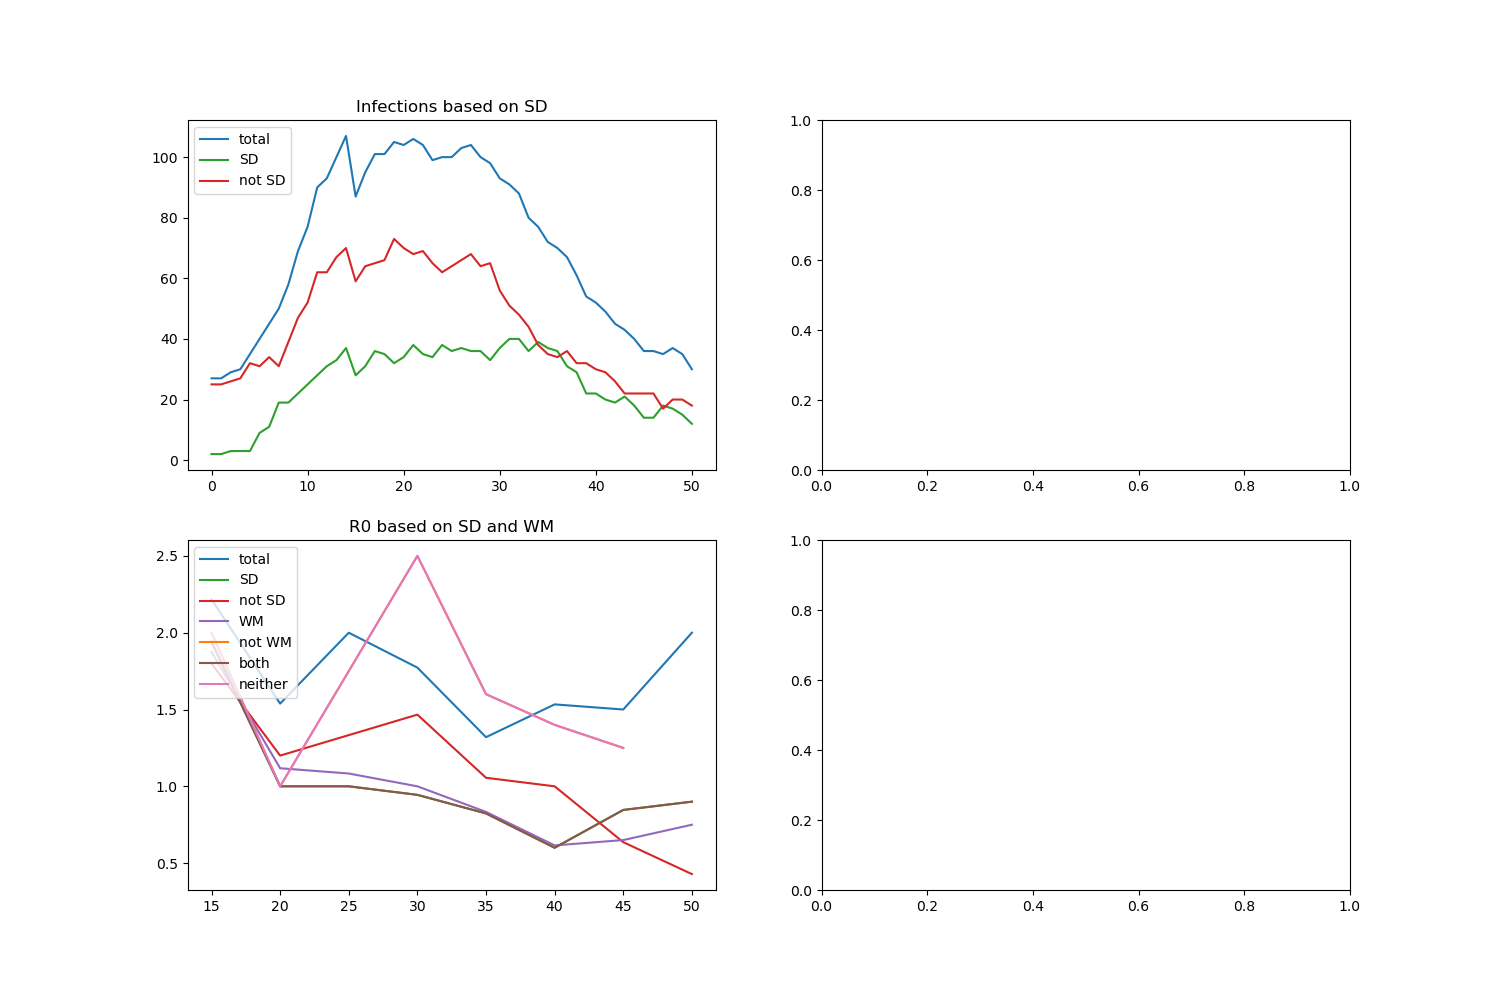 Infections based on SD
total
SD
not SD
100
80
60
40
20
0
0 10 20 30 40 50
1.0
0.8
0.6
0.4
0.2
0.0
0.0 0.2 0.4 0.6 0.8 1.0
R0 based on SD and WM
total
SD
not SD
WM
not WM
both
neither
2.5
2.0
1.5
1.0
0.5
15 20 25 30 35 40 45 50
1.0
0.8
0.6
0.4
0.2
0.0
0.0 0.2 0.4 0.6 0.8 1.0